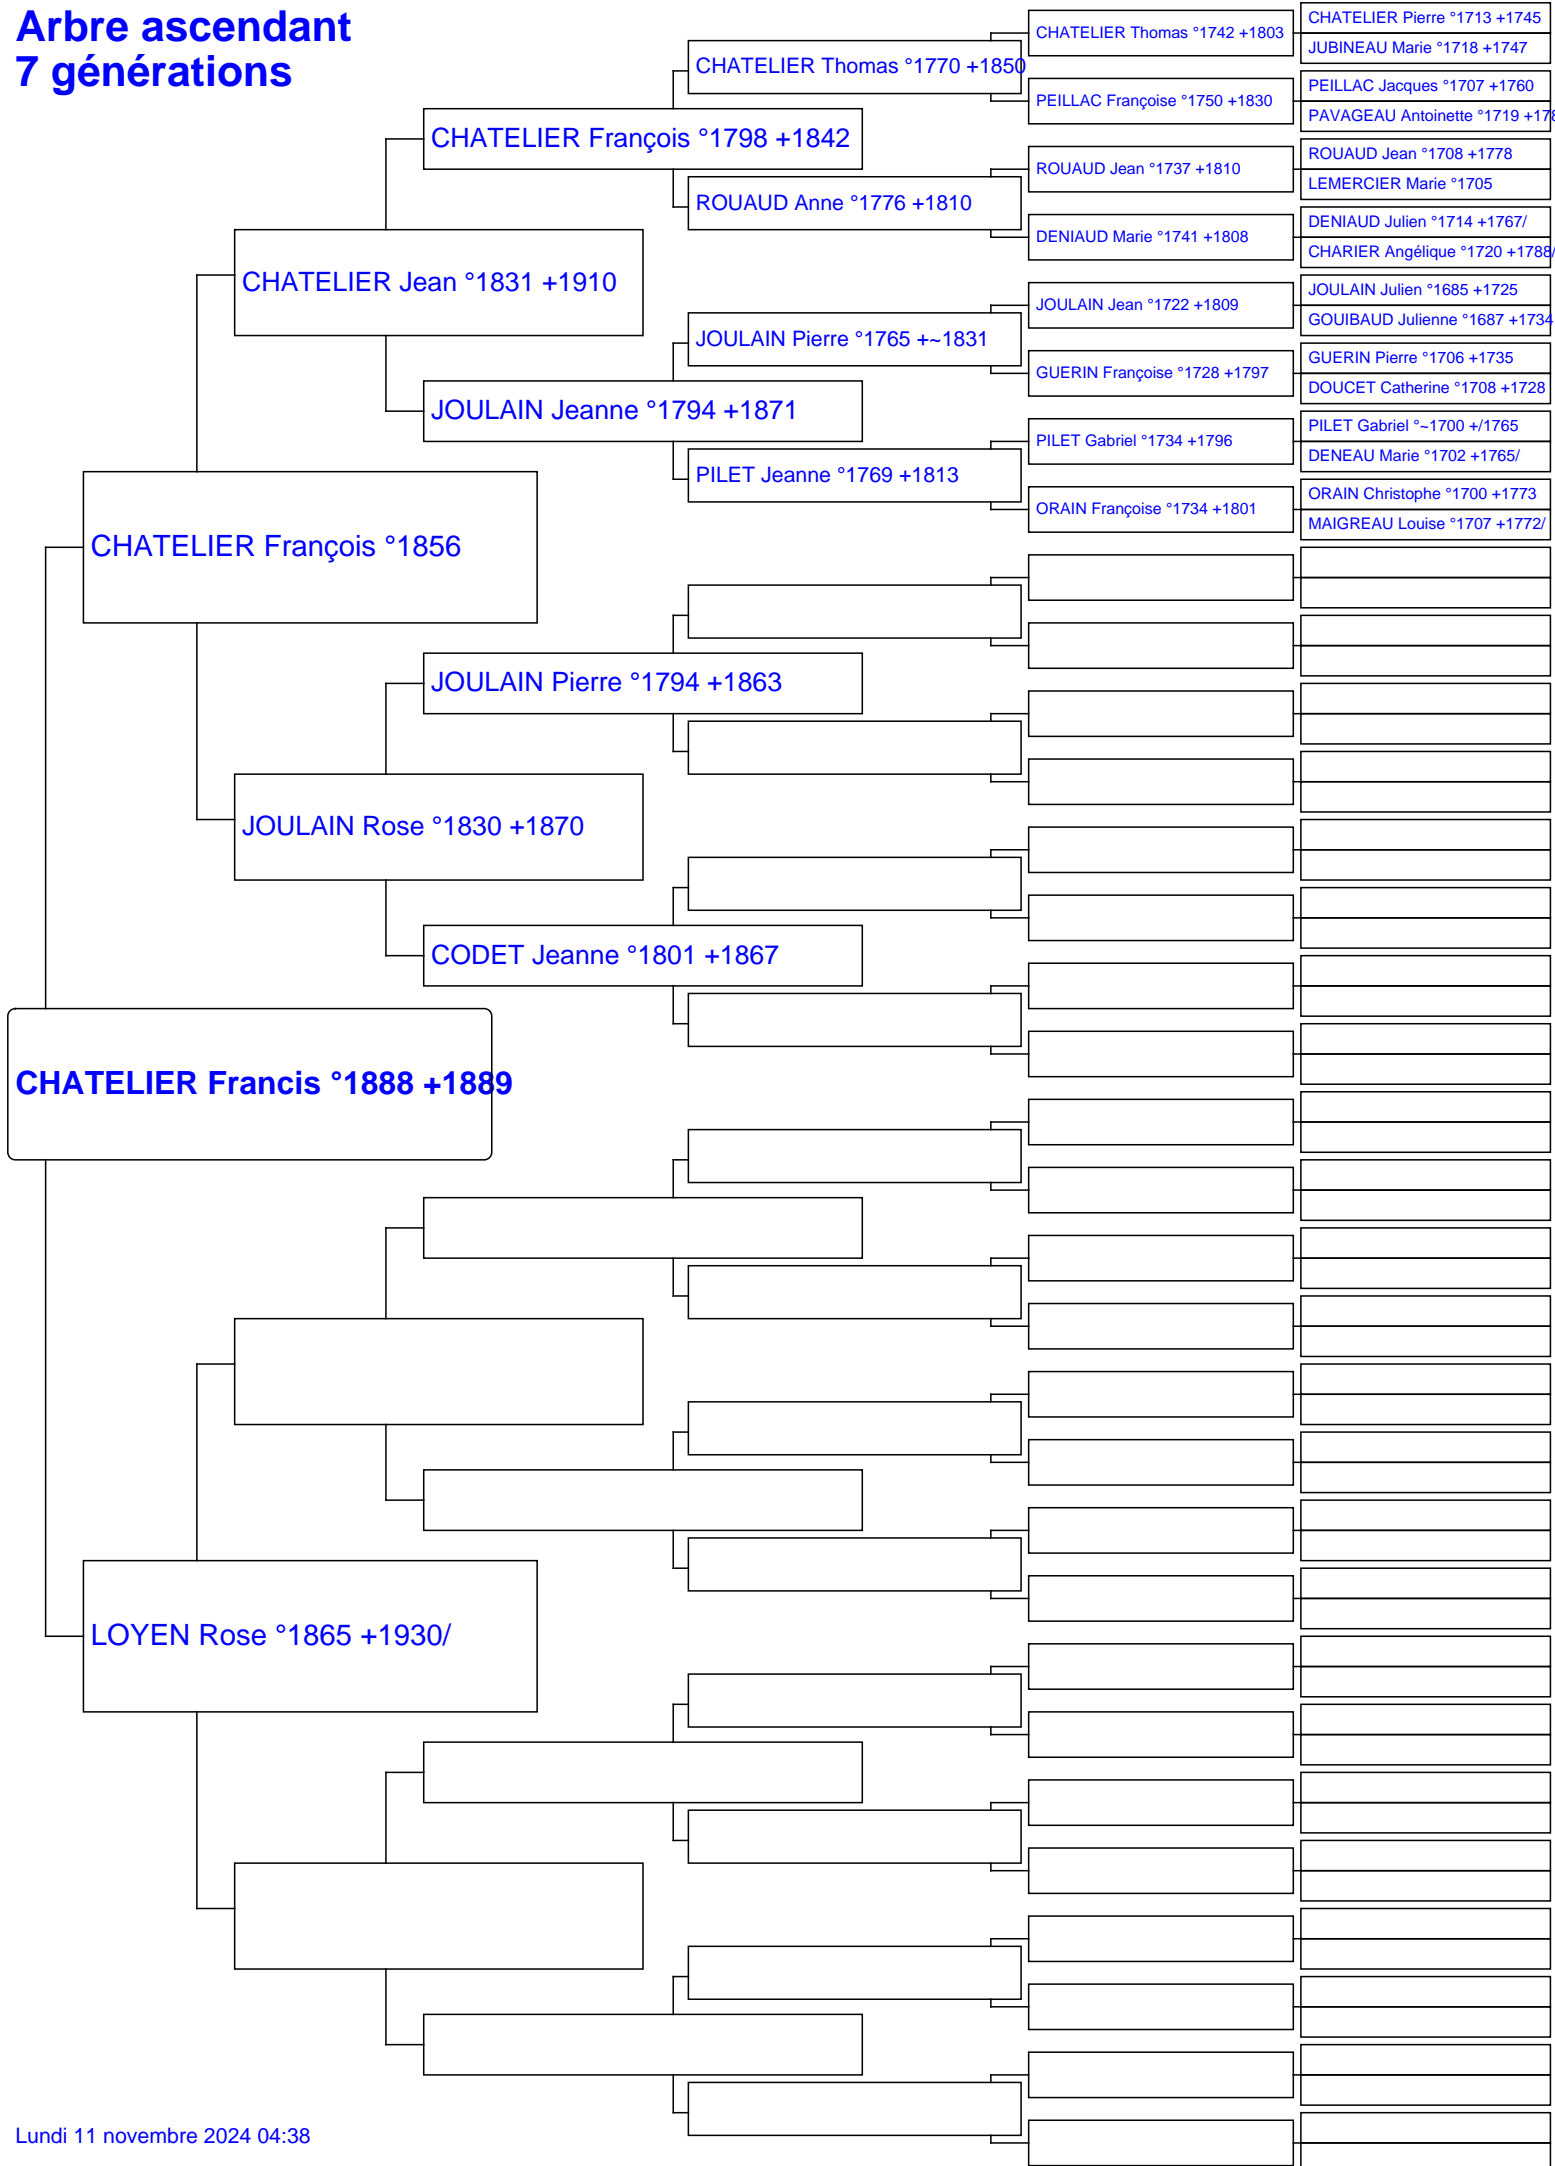 Arbre ascendant
7 générations
CHATELIER Francis °1888 +1889
CHATELIER François °1856
LOYEN Rose °1865 +1930/
CHATELIER Jean °1831 +1910
JOULAIN Rose °1830 +1870
CHATELIER François °1798 +1842
JOULAIN Jeanne °1794 +1871
JOULAIN Pierre °1794 +1863
CODET Jeanne °1801 +1867
CHATELIER Thomas °1770 +1850
ROUAUD Anne °1776 +1810
JOULAIN Pierre °1765 +~1831
PILET Jeanne °1769 +1813
CHATELIER Thomas °1742 +1803
PEILLAC Françoise °1750 +1830
ROUAUD Jean °1737 +1810
DENIAUD Marie °1741 +1808
JOULAIN Jean °1722 +1809
GUERIN Françoise °1728 +1797
PILET Gabriel °1734 +1796
ORAIN Françoise °1734 +1801
CHATELIER Pierre °1713 +1745
JUBINEAU Marie °1718 +1747
PEILLAC Jacques °1707 +1760
PAVAGEAU Antoinette °1719
ROUAUD Jean °1708 +1778
LEMERCIER Marie °1705
DENIAUD Julien °1714 +1767/
CHARIER Angélique °1720 +1788/
JOULAIN Julien °1685 +1725
GOUIBAUD Julienne °1687 +1734
GUERIN Pierre °1706 +1735
DOUCET Catherine °1708 +1728
PILET Gabriel °~1700 +/1765
DENEAU Marie °1702 +1765/
ORAIN Christophe °1700 +1773
MAIGREAU Louise °1707 +1772/
Lundi 11 novembre 2024 04:38